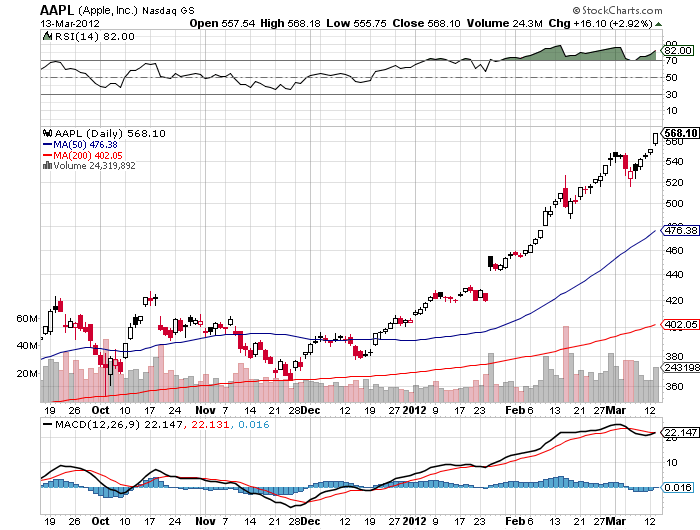 AAPL (Apple, Inc.) Nasdaq GS © StockCharts.com
13-Mar-2012 Open 557.54 High 568.18 Low 555.75 Close 568.10 Volume 24.3M Chg +16.10 (+2.92%)
RSI(14) 82.00
90
82.00
70
50
30
10
AAPL (Daily) 568.10
MA(50) 476.38
MA(200) 402.05
Volume 24,319,892
568.10
560
540
520
500
476.38
460
440
420
402.05
380
360
243198
60M
40M
20M
19 26 Oct 10 17 24 Nov 7 14 21 28 Dec 12 19 27 2012 9 17 23 Feb 6 13 21 27 Mar 12
MACD(12,26,9) 22.147, 22.131, 0.016
22.147
20
10
0.016
19 26 Oct 10 17 24 Nov 7 14 21 28 Dec 12 19 27 2012 9 17 23 Feb 6 13 21 27 Mar 12